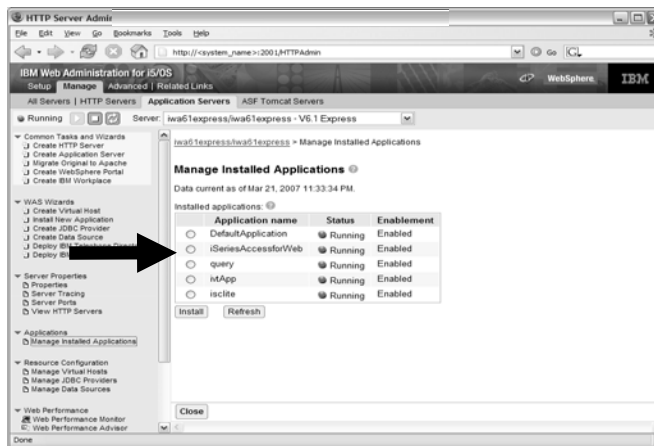 HTTP Server Admin
File Edit View Go Bookmarks Tools Help
http://<system_name>:2001/HTTPAdmin
Go
IBM Web Administration for i5/OS
WebSphere. IBM
Setup Manage Advanced | Related Links
All Servers | HTTP Servers Application Servers ASF Tomcat Servers
Running Server: iwa61express/iwa61express - V6.1 Express
Common Tasks and Wizards
Create HTTP Server
Create Application Server
Migrate Original to Apache
Create WebSphere Portal
Create IBM Workplace
WAS Wizards
Create Virtual Host
Install New Application
Create JDBC Provider
Create Data Source
Deploy IBM Telephone Direct
Deploy IBM
Server Properties
Properties
Server Tracing
Server Ports
View HTTP Servers
Applications
Manage Installed Applications
Resource Configuration
Manage Virtual Hosts
Manage JDBC Providers
Manage Data Sources
Web Performance
Web Performance Monitor
Web Performance Advisor
iwa61express/iwa61express > Manage Installed Applications
Manage Installed Applications
Data current as of Mar 21, 2007 11:33:34 PM.
Installed applications:
Application name Status Enablement
DefaultApplication Running Enabled
iSeriesAccessforWeb Running Enabled
query Running Enabled
ivtApp Running Enabled
isclite Running Enabled
Install Refresh
Close
Done